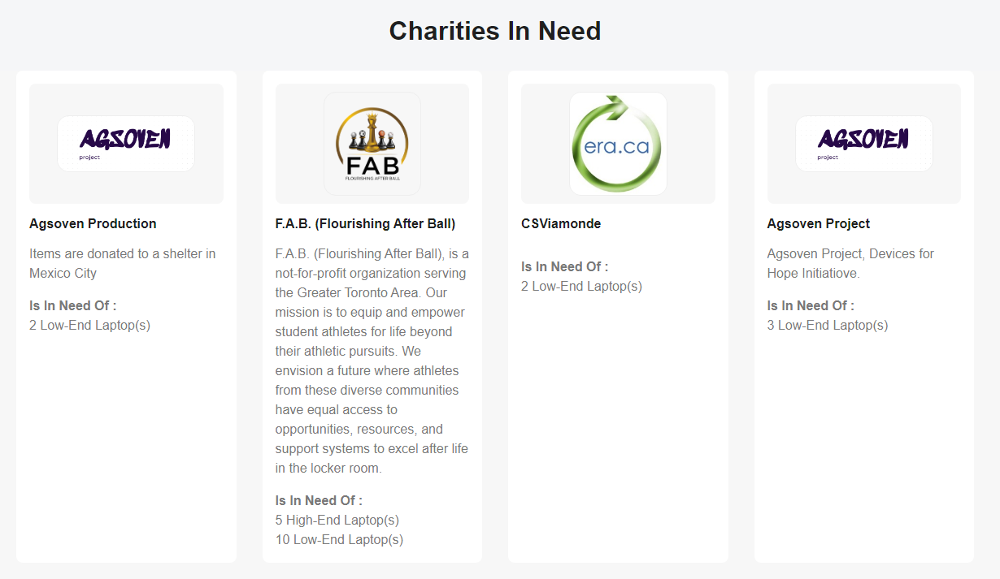 Charities In Need
AGSOVEN
project
Agsoven Production
Items are donated to a shelter in
Mexico City
Is In Need Of :
2 Low-End Laptop(s)
FAB
FLOURISHING AFTER BALL
F.A.B. (Flourishing After Ball)
F.A.B. (Flourishing After Ball), is a
not-for-profit organization serving
the Greater Toronto Area. Our
mission is to equip and empower
student athletes for life beyond
their athletic pursuits. We
envision a future where athletes
from these diverse communities
have equal access to
opportunities, resources, and
support systems to excel after life
in the locker room.
Is In Need Of :
5 High-End Laptop(s)
10 Low-End Laptop(s)
era.ca
CSViamonde
Is In Need Of :
2 Low-End Laptop(s)
AGSOVEN
project
Agsoven Project
Agsoven Project, Devices for
Hope Initiatiove.
Is In Need Of :
3 Low-End Laptop(s)